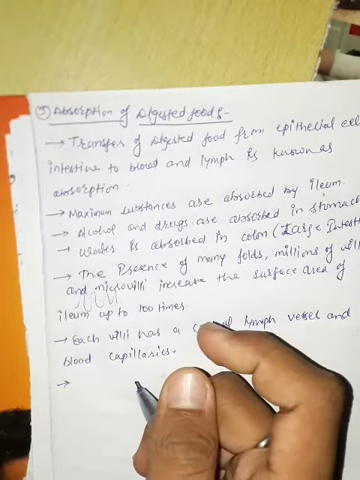 ③ Absorption of Digested food :-
→ Transfer of Digested food from epithelial cell
intestine to blood and lymph is known as
absorption.
→ Maximum substances are absorbed by ileum.
→ Alcohol and drugs are absorbed in stomach
→ Water is absorbed in colon (Large Intesti
→ The Presence of many folds, millions of vill
and microvilli increase the surface area of
ileum up to 100 times.
→ Each villi has a lymph vessel and
blood capillaries.
→